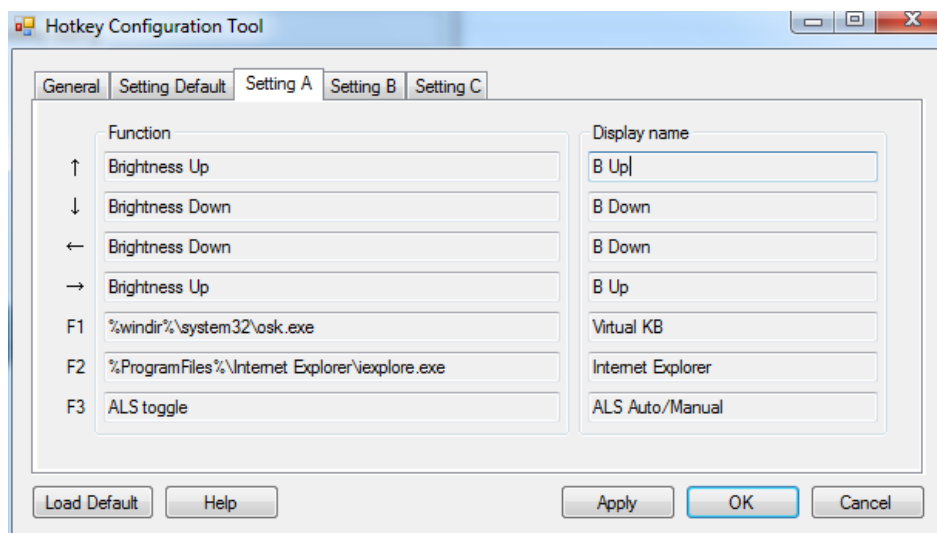 Hotkey Configuration Tool
General Setting Default Setting A Setting B Setting C
Function Display name
↑ Brightness Up B Up
↓ Brightness Down B Down
← Brightness Down B Down
→ Brightness Up B Up
F1 %windir%\system32\osk.exe Virtual KB
F2 %ProgramFiles%\Internet Explorer\iexplore.exe Internet Explorer
F3 ALS toggle ALS Auto/Manual
Load Default Help Apply OK Cancel